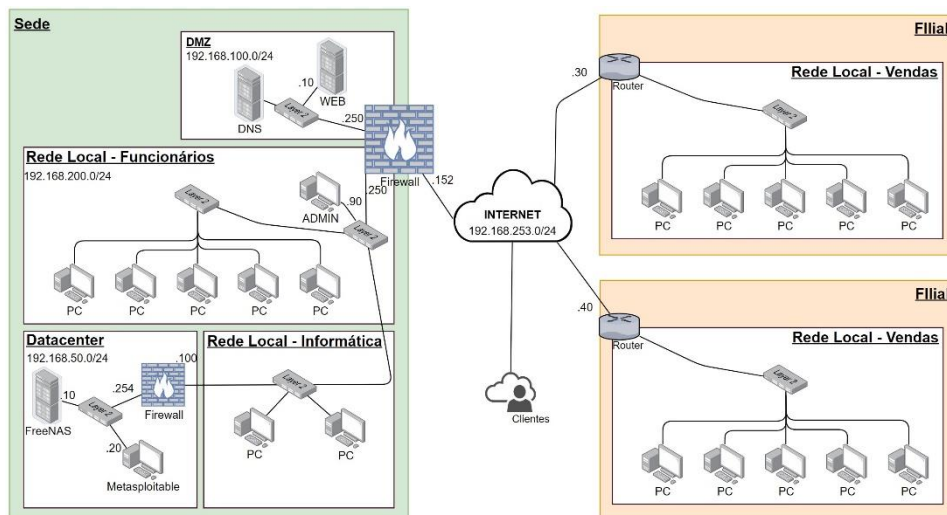 Sede
DMZ
192.168.100.0/24
.10
WEB
Layer 2
DNS
.250
Firewall
.250
.152
Rede Local - Funcionários
192.168.200.0/24
Layer 2
ADMIN
.90
Layer 2
PC
PC
PC
PC
PC
Datacenter
192.168.50.0/24
.10
FreeNAS
Layer 2
.254
.100
Firewall
.20
Metasploitable
Rede Local - Informática
Layer 2
PC
PC
INTERNET
192.168.253.0/24
Clientes
FIlial
.30
Router
Rede Local - Vendas
Layer 2
PC
PC
PC
PC
PC
FIlial
.40
Router
Rede Local - Vendas
Layer 2
PC
PC
PC
PC
PC